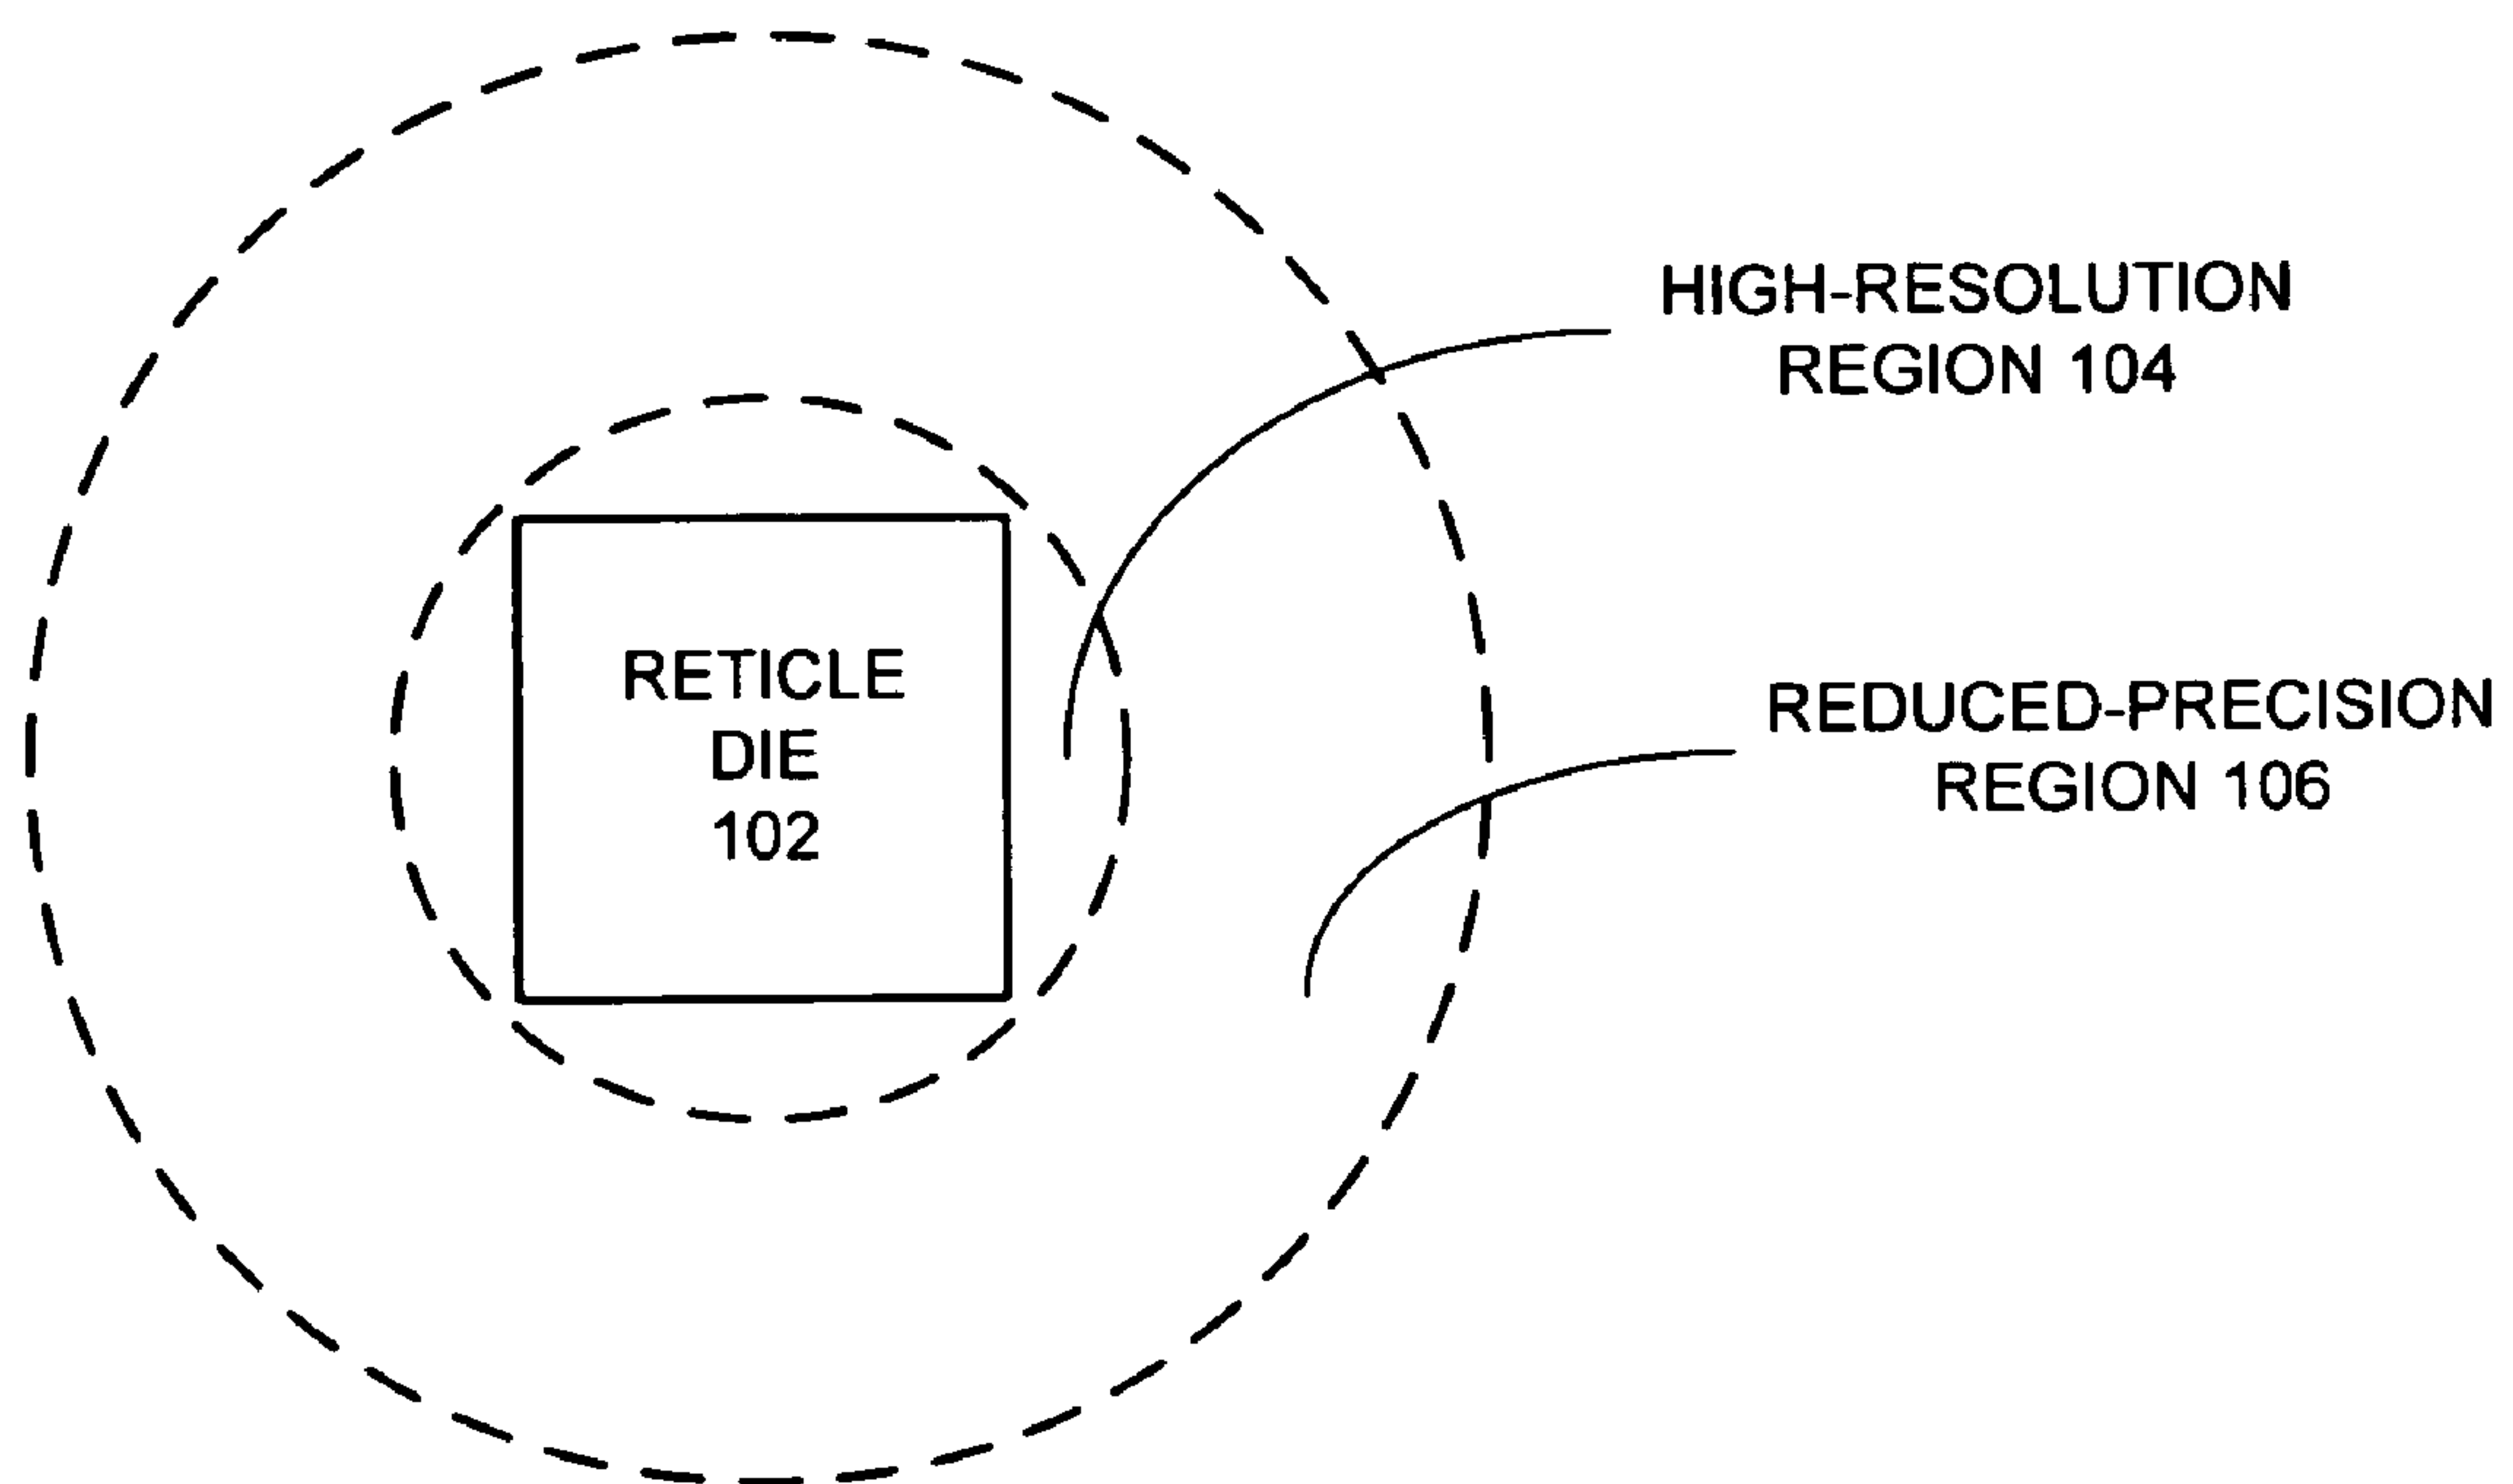 HIGH-RESOLUTION
REGION 104
RETICLE
DIE
102
REDUCED-PRECISION
REGION 106